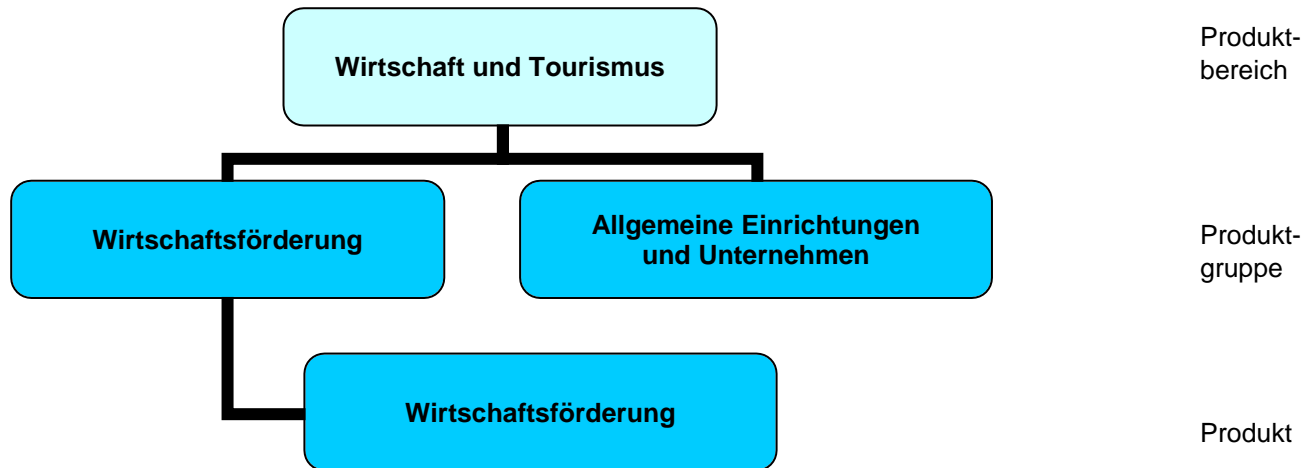 Wirtschaft und Tourismus
Produkt-
bereich
Wirtschaftsförderung
Allgemeine Einrichtungen
und Unternehmen
Produkt-
gruppe
Wirtschaftsförderung
Produkt